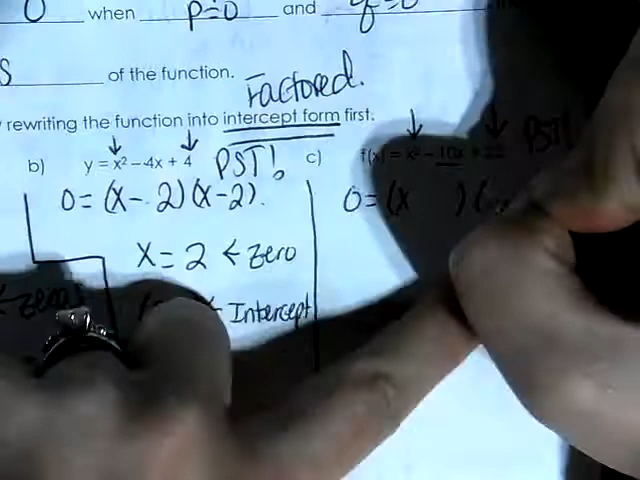 0 when p=0 and q=0
s of the function. Factored.
rewriting the function into intercept form first.
b) y = x² – 4x + 4 PST!
0 = (x - 2)(x - 2).
x = 2 ← zero
← zeros
← Intercept
c) f(x) = x² – 10x + PST!
0 = (x )(